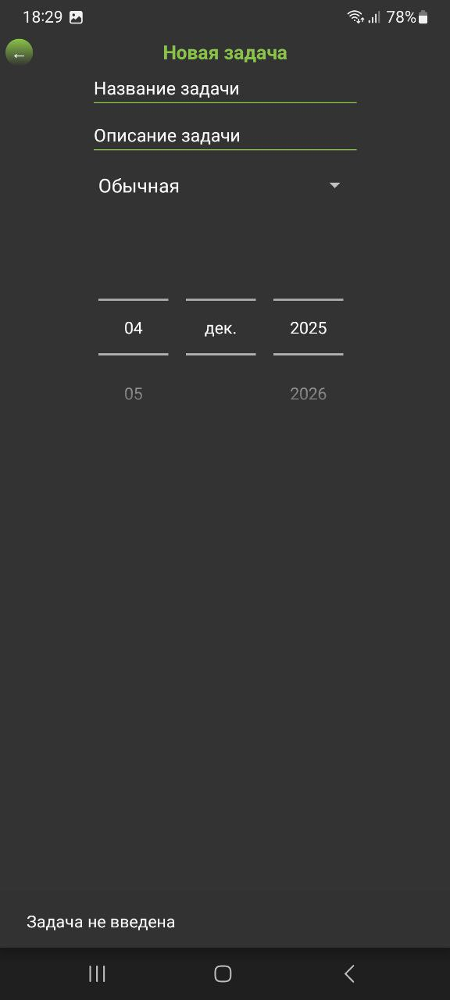 18:29 78%
← Новая задача
Название задачи
Описание задачи
Обычная
04 дек. 2025
05 2026
Задача не введена